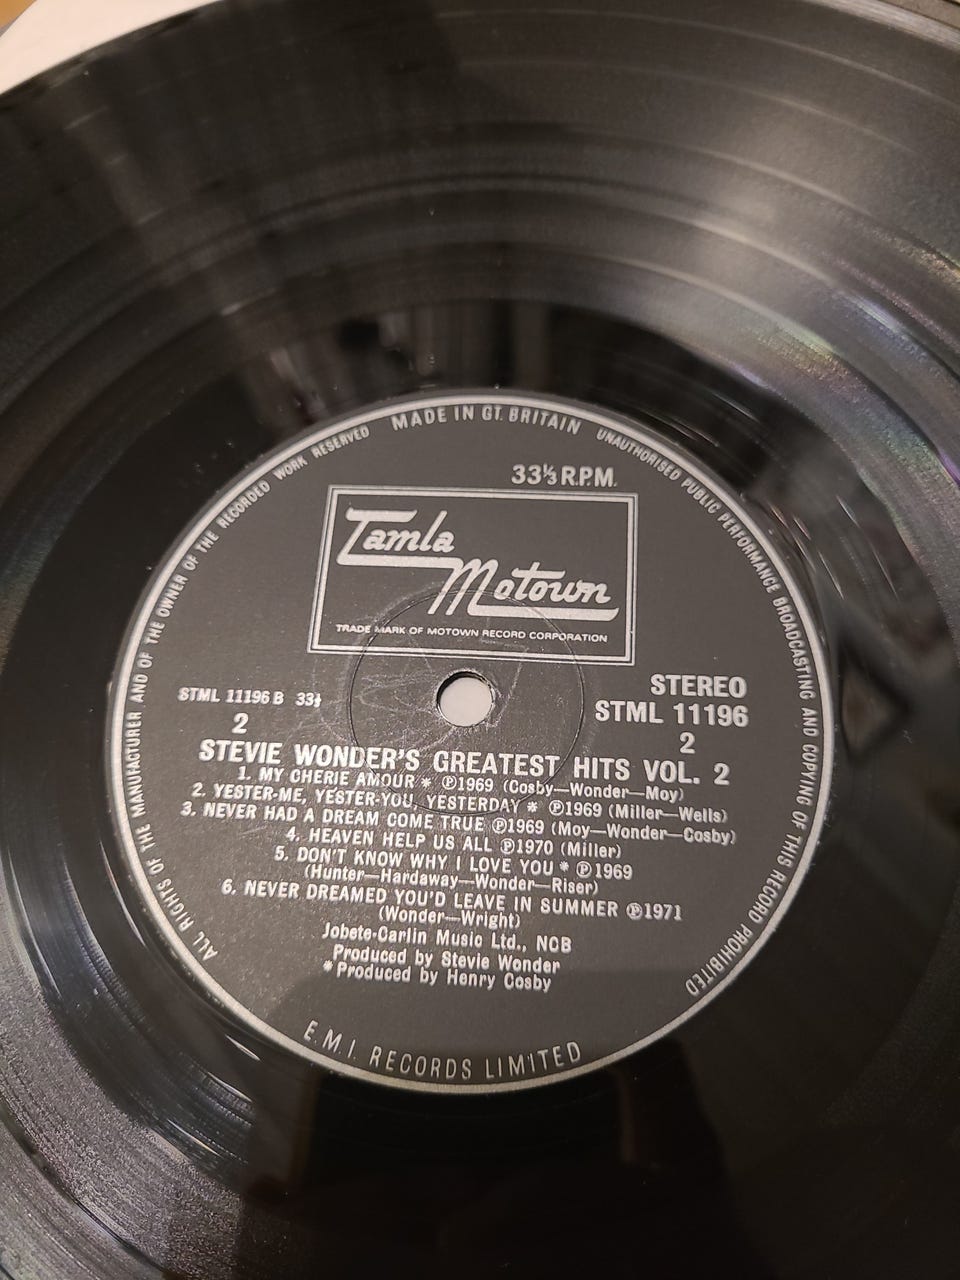 MADE IN GT. BRITAIN
UNAUTHORISED PUBLIC PERFORMANCE BROADCASTING AND COPYING OF THIS RECORD PROHIBITED
ALL RIGHTS OF THE MANUFACTURER AND OF THE OWNER OF THE RECORDED WORK RESERVED
33⅓ R.P.M.
Tamla
Motown
TRADE MARK OF MOTOWN RECORD CORPORATION
STEREO
STML 11196 B 33⅓
STML 11196
2
2
STEVIE WONDER'S GREATEST HITS VOL. 2
1. MY CHERIE AMOUR * ℗1969 (Cosby—Wonder—Moy)
2. YESTER-ME, YESTER-YOU, YESTERDAY * ℗1969 (Miller—Wells)
3. NEVER HAD A DREAM COME TRUE ℗1969 (Moy—Wonder—Cosby)
4. HEAVEN HELP US ALL ℗1970 (Miller)
5. DON'T KNOW WHY I LOVE YOU * ℗1969
(Hunter—Hardaway—Wonder—Riser)
6. NEVER DREAMED YOU'D LEAVE IN SUMMER ℗1971
(Wonder—Wright)
Jobete-Carlin Music Ltd., NCB
Produced by Stevie Wonder
*Produced by Henry Cosby
E.M.I. RECORDS LIMITED